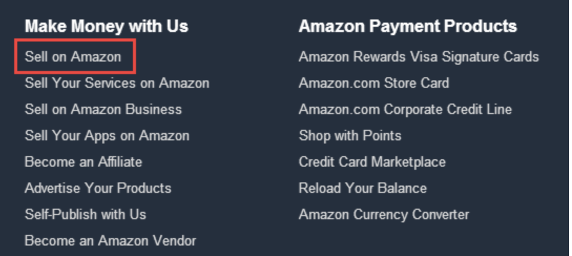 Make Money with Us
Sell on Amazon
Sell Your Services on Amazon
Sell on Amazon Business
Sell Your Apps on Amazon
Become an Affiliate
Advertise Your Products
Self-Publish with Us
Become an Amazon Vendor
Amazon Payment Products
Amazon Rewards Visa Signature Cards
Amazon.com Store Card
Amazon.com Corporate Credit Line
Shop with Points
Credit Card Marketplace
Reload Your Balance
Amazon Currency Converter